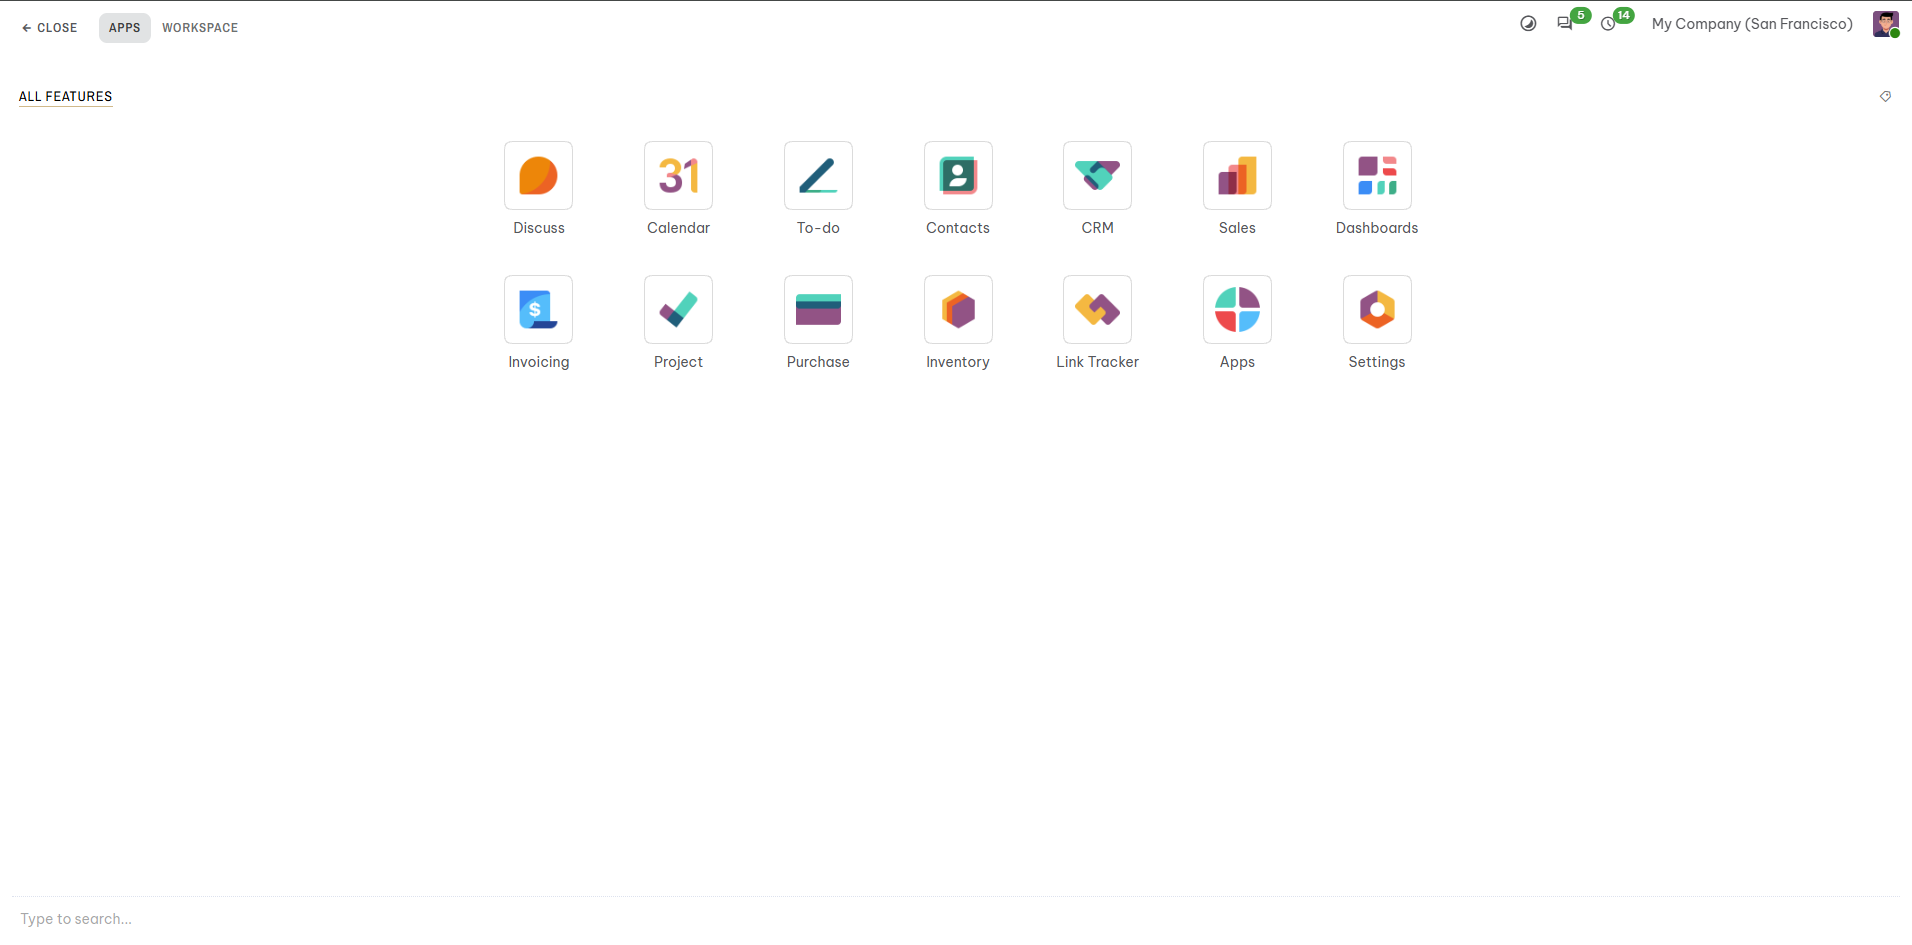 ← CLOSE APPS WORKSPACE 5 14 My Company (San Francisco)
ALL FEATURES
31
Discuss Calendar To-do Contacts CRM Sales Dashboards
$
Invoicing Project Purchase Inventory Link Tracker Apps Settings
Type to search...